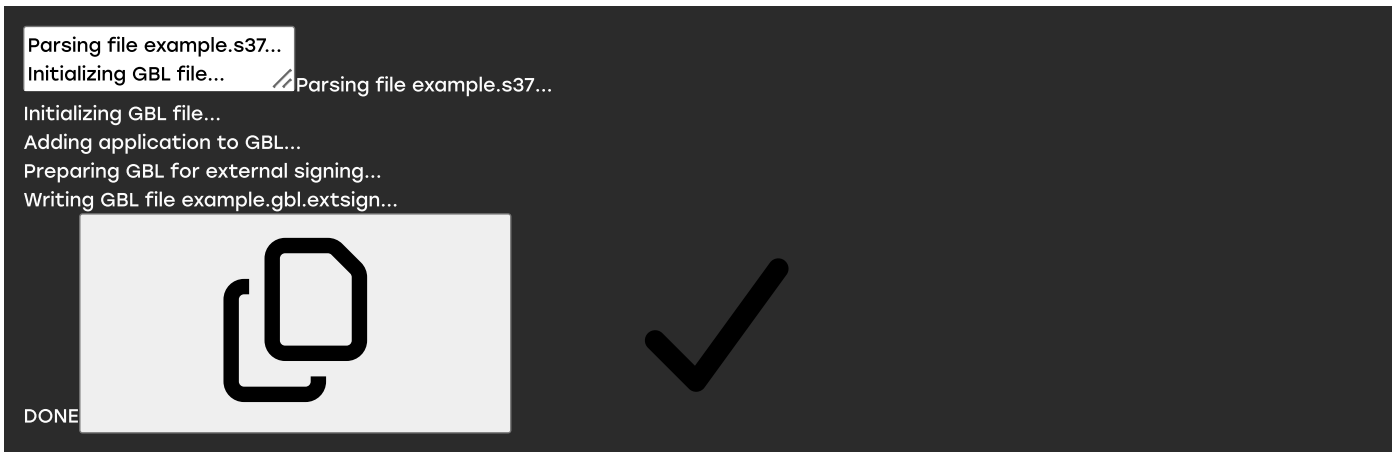 Parsing file example.s37...
Initializing GBL file...
Parsing file example.s37...
Initializing GBL file...
Adding application to GBL...
Preparing GBL for external signing...
Writing GBL file example.gbl.extsign...
DONE